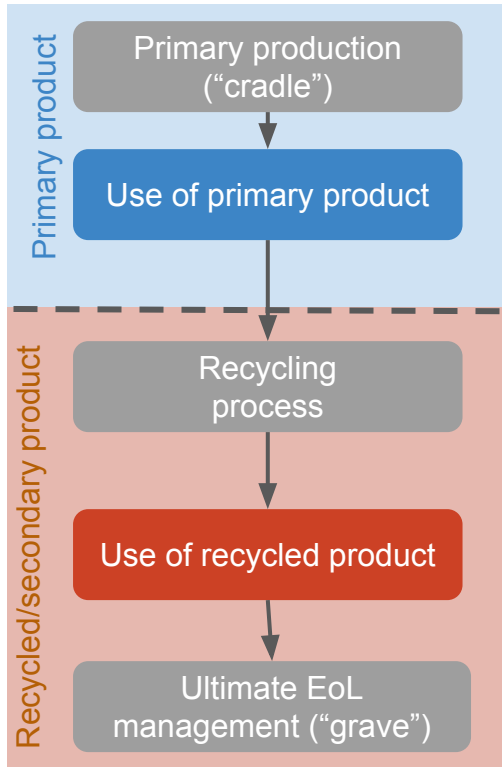 Primary product
Primary production
(“cradle”)
Use of primary product
Recycled/secondary product
Recycling
process
Use of recycled product
Ultimate EoL
management (“grave”)